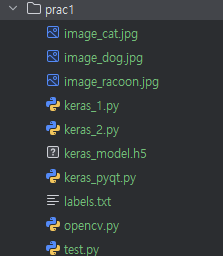 prac1
image_cat.jpg
image_dog.jpg
image_racoon.jpg
keras_1.py
keras_2.py
keras_model.h5
keras_pyqt.py
labels.txt
opencv.py
test.py